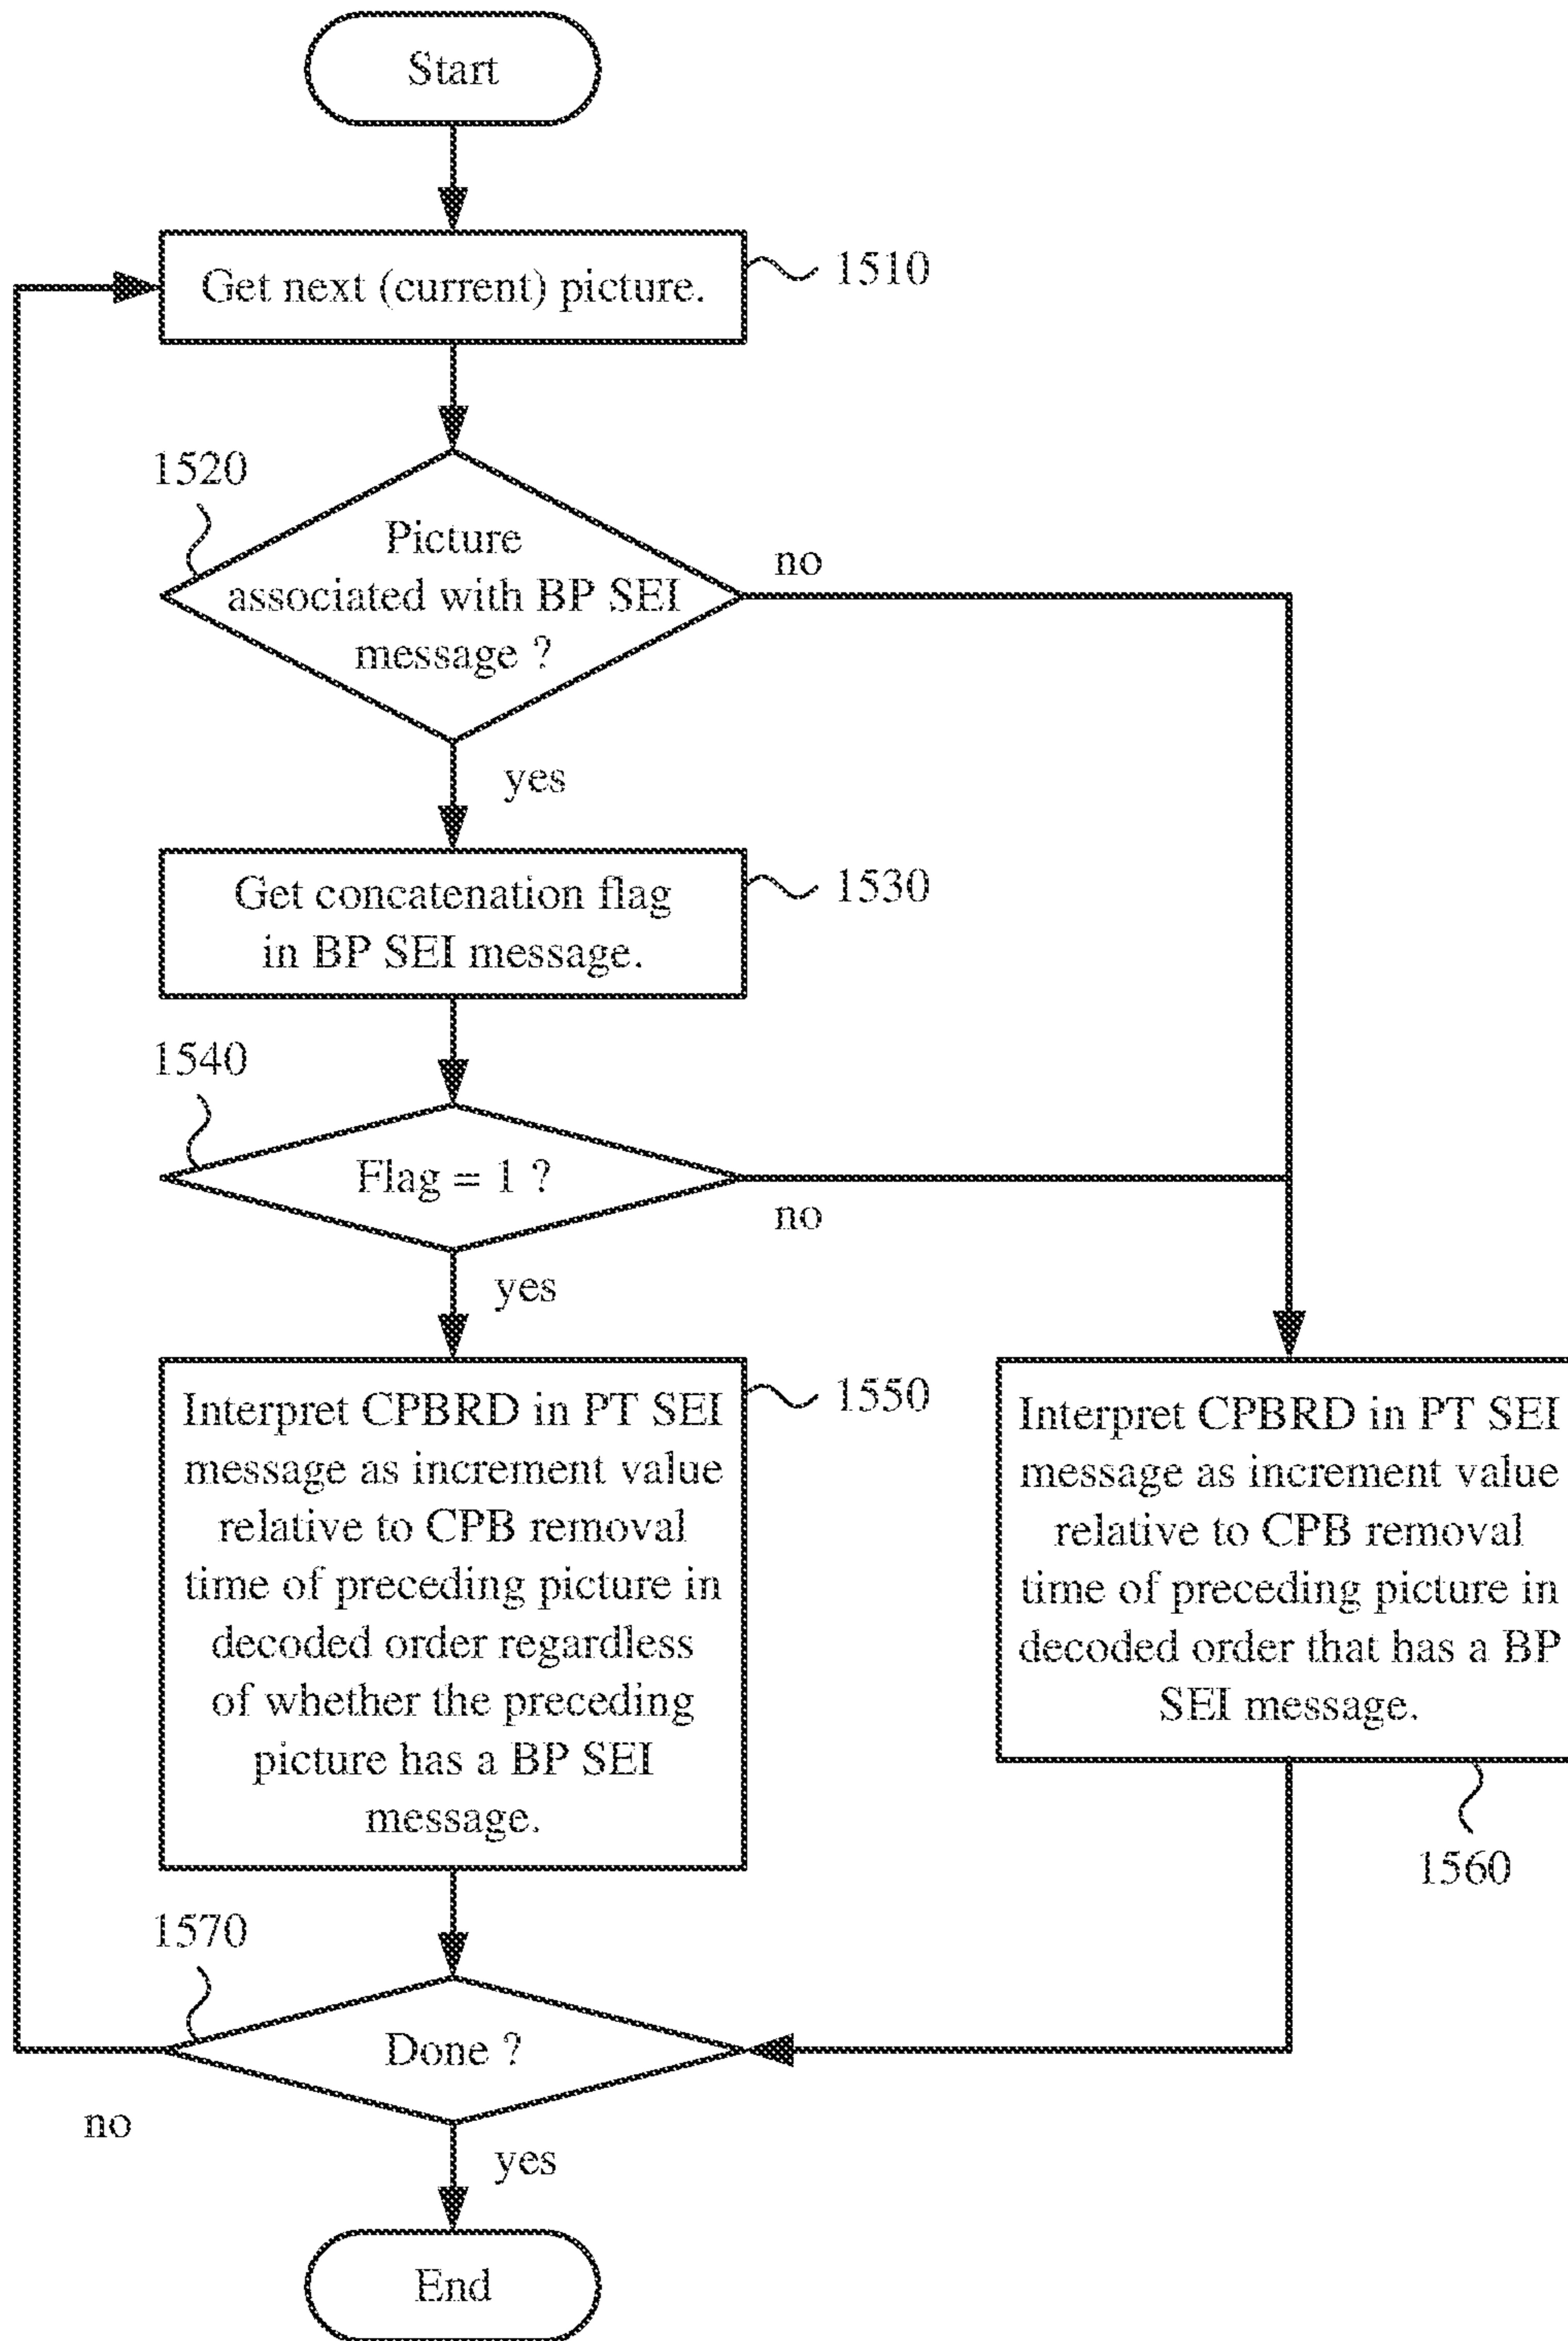 Start
Get next (current) picture.
1510
1520
Picture
associated with BP SEI
message ?
no
yes
Get concatenation flag
in BP SEI message.
1530
1540
Flag = 1 ?
no
yes
Interpret CPBRD in PT SEI
message as increment value
relative to CPB removal
time of preceding picture in
decoded order regardless
of whether the preceding
picture has a BP SEI
message.
1550
Interpret CPBRD in PT SEI
message as increment value
relative to CPB removal
time of preceding picture in
decoded order that has a BP
SEI message.
1560
1570
Done ?
no
yes
End